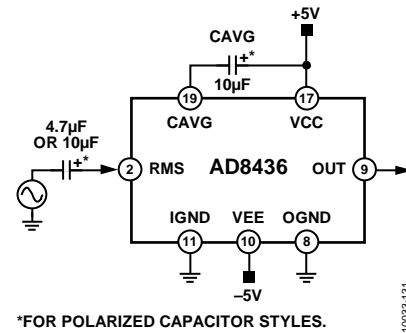 +5V
CAVG
+*
10µF
19
17
CAVG
VCC
4.7µF
OR 10µF
+*
2
RMS
AD8436
OUT
9
IGND
VEE
OGND
11
10
8
–5V
*FOR POLARIZED CAPACITOR STYLES.
10033-131